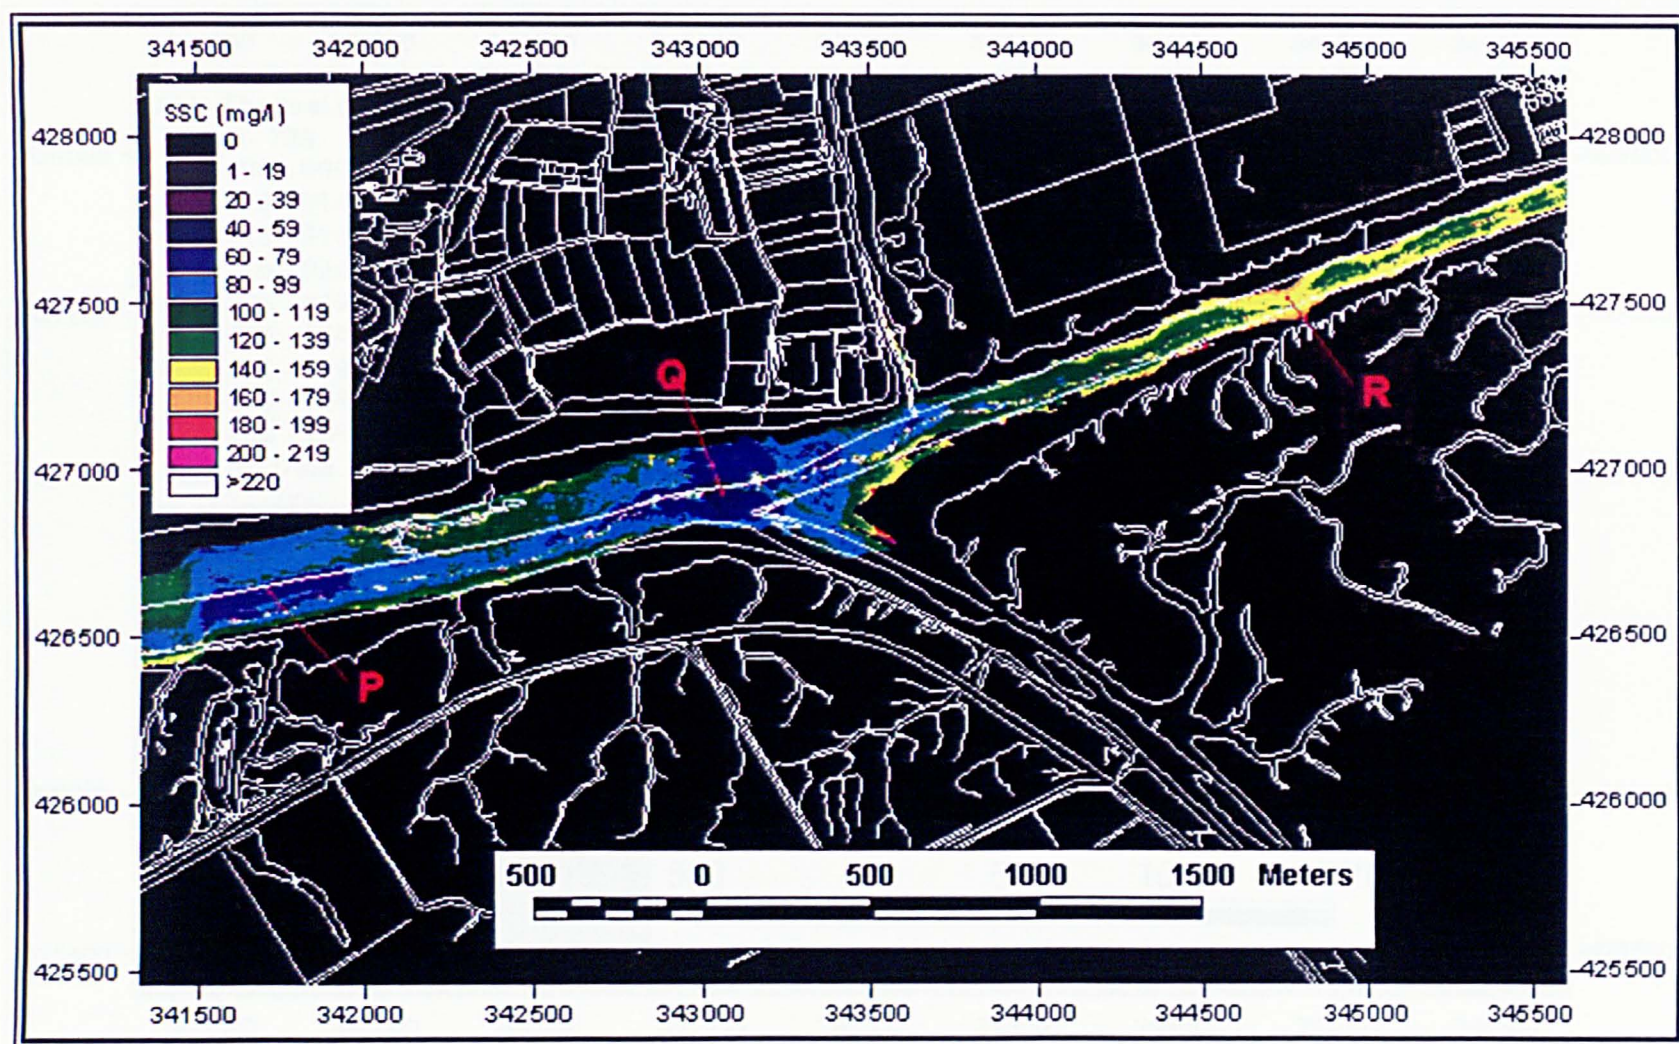 341500 342000 342500 343000 343500 344000 344500 345000 345500
SSC (mg/l)
0
1 - 19
20 - 39
40 - 59
60 - 79
80 - 99
100 - 119
120 - 139
140 - 159
160 - 179
180 - 199
200 - 219
>220
428000 428000
427500 427500
427000 427000
426500 426500
426000 426000
425500 425500
Q
R
P
500 0 500 1000 1500 Meters
341500 342000 342500 343000 343500 344000 344500 345000 345500